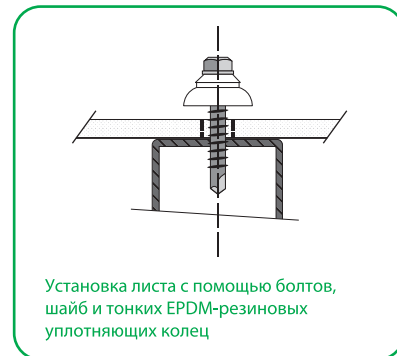 Установка листа с помощью болтов,
шайб и тонких EPDM-резиновых
уплотняющих колец